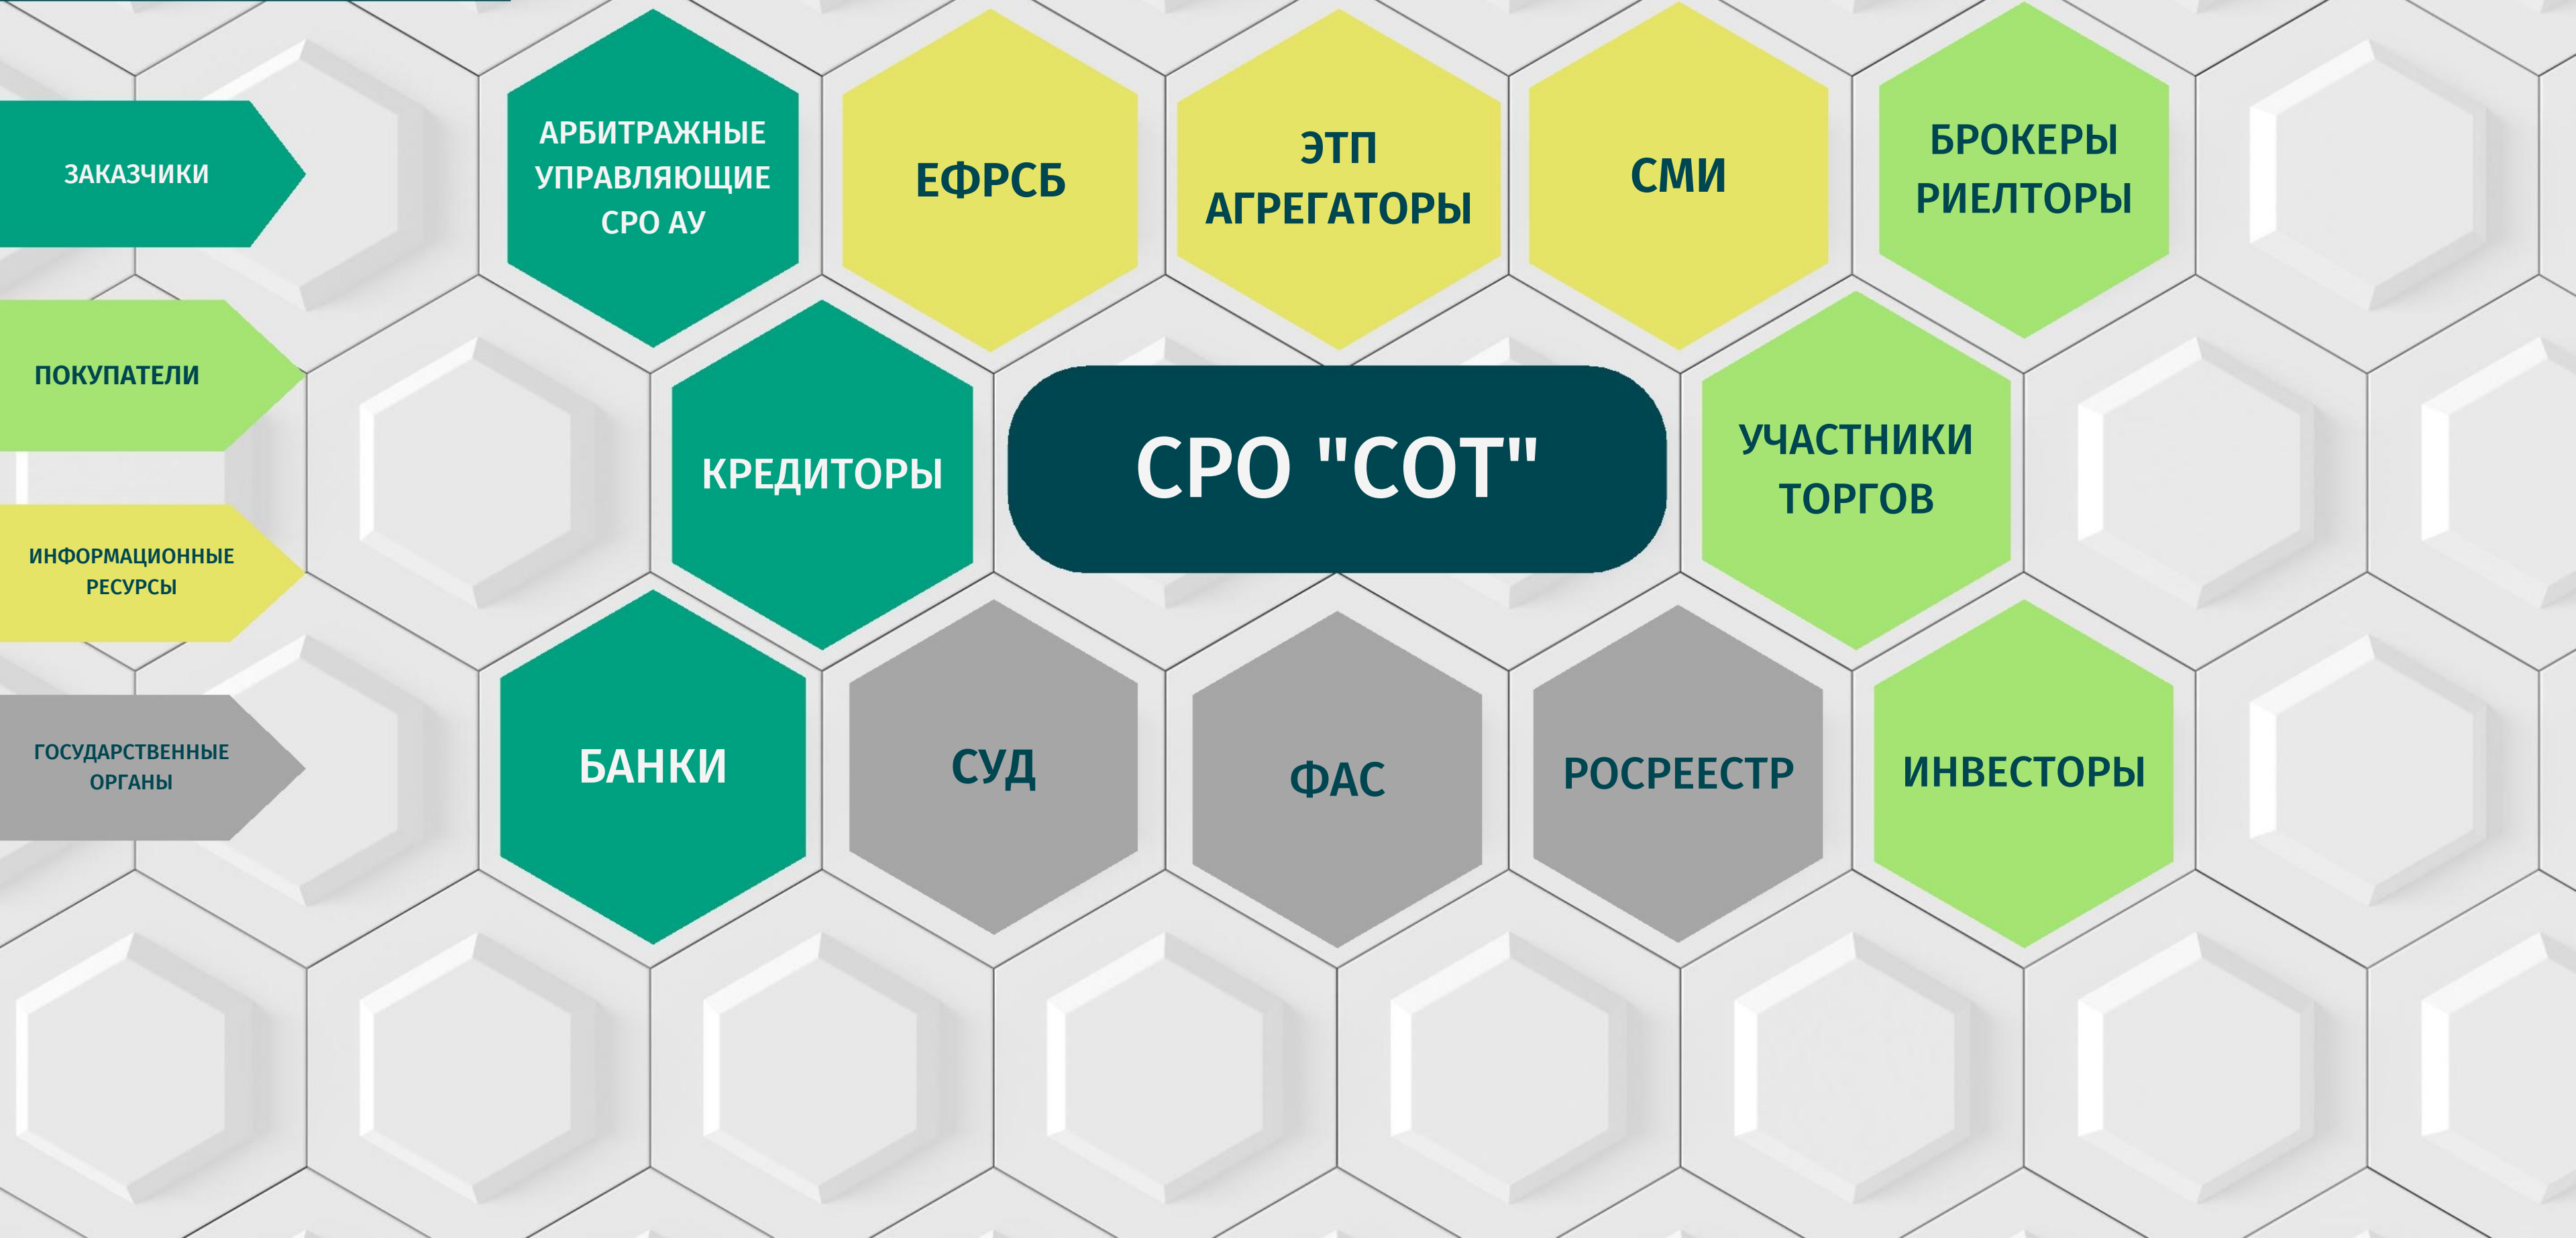 ЗАКАЗЧИКИ
ПОКУПАТЕЛИ
ИНФОРМАЦИОННЫЕ
РЕСУРСЫ
ГОСУДАРСТВЕННЫЕ
ОРГАНЫ
АРБИТРАЖНЫЕ
УПРАВЛЯЮЩИЕ
СРО АУ
ЕФРСБ
ЭТП
АГРЕГАТОРЫ
СМИ
БРОКЕРЫ
РИЕЛТОРЫ
КРЕДИТОРЫ
СРО "СОТ"
УЧАСТНИКИ
ТОРГОВ
БАНКИ
СУД
ФАС
РОСРЕЕСТР
ИНВЕСТОРЫ